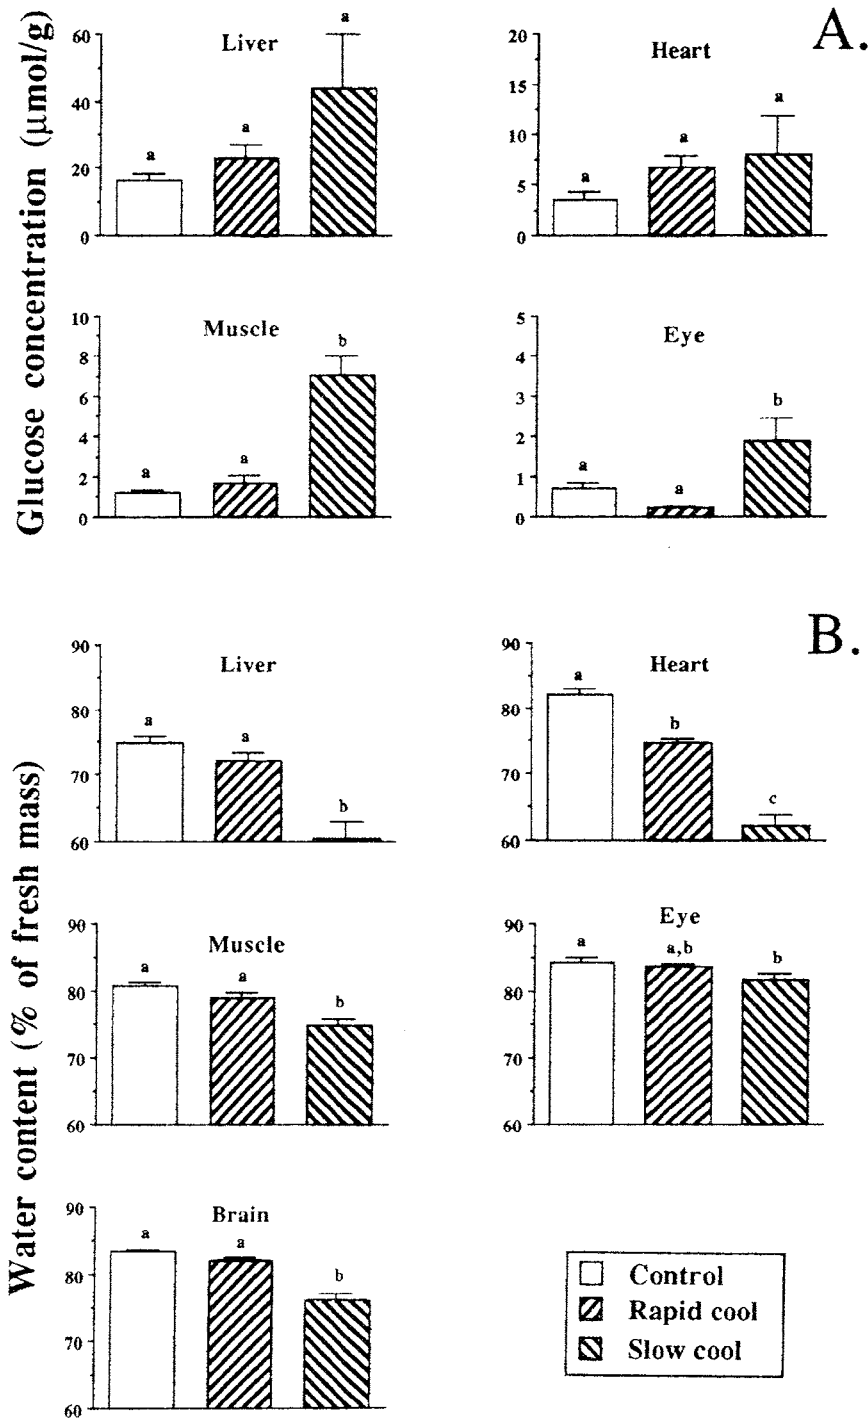 A.
Glucose concentration (μmol/g)
Liver
60
40
20
0
a
a
a
Heart
20
15
10
5
0
a
a
a
Muscle
10
8
6
4
2
0
a
a
b
Eye
5
4
3
2
1
0
a
a
b
B.
Water content (% of fresh mass)
Liver
90
80
70
60
a
a
b
Heart
90
80
70
60
a
b
c
Muscle
90
80
70
60
a
a
b
Eye
90
80
70
60
a
a,b
b
Brain
90
80
70
60
a
a
b
Control
Rapid cool
Slow cool